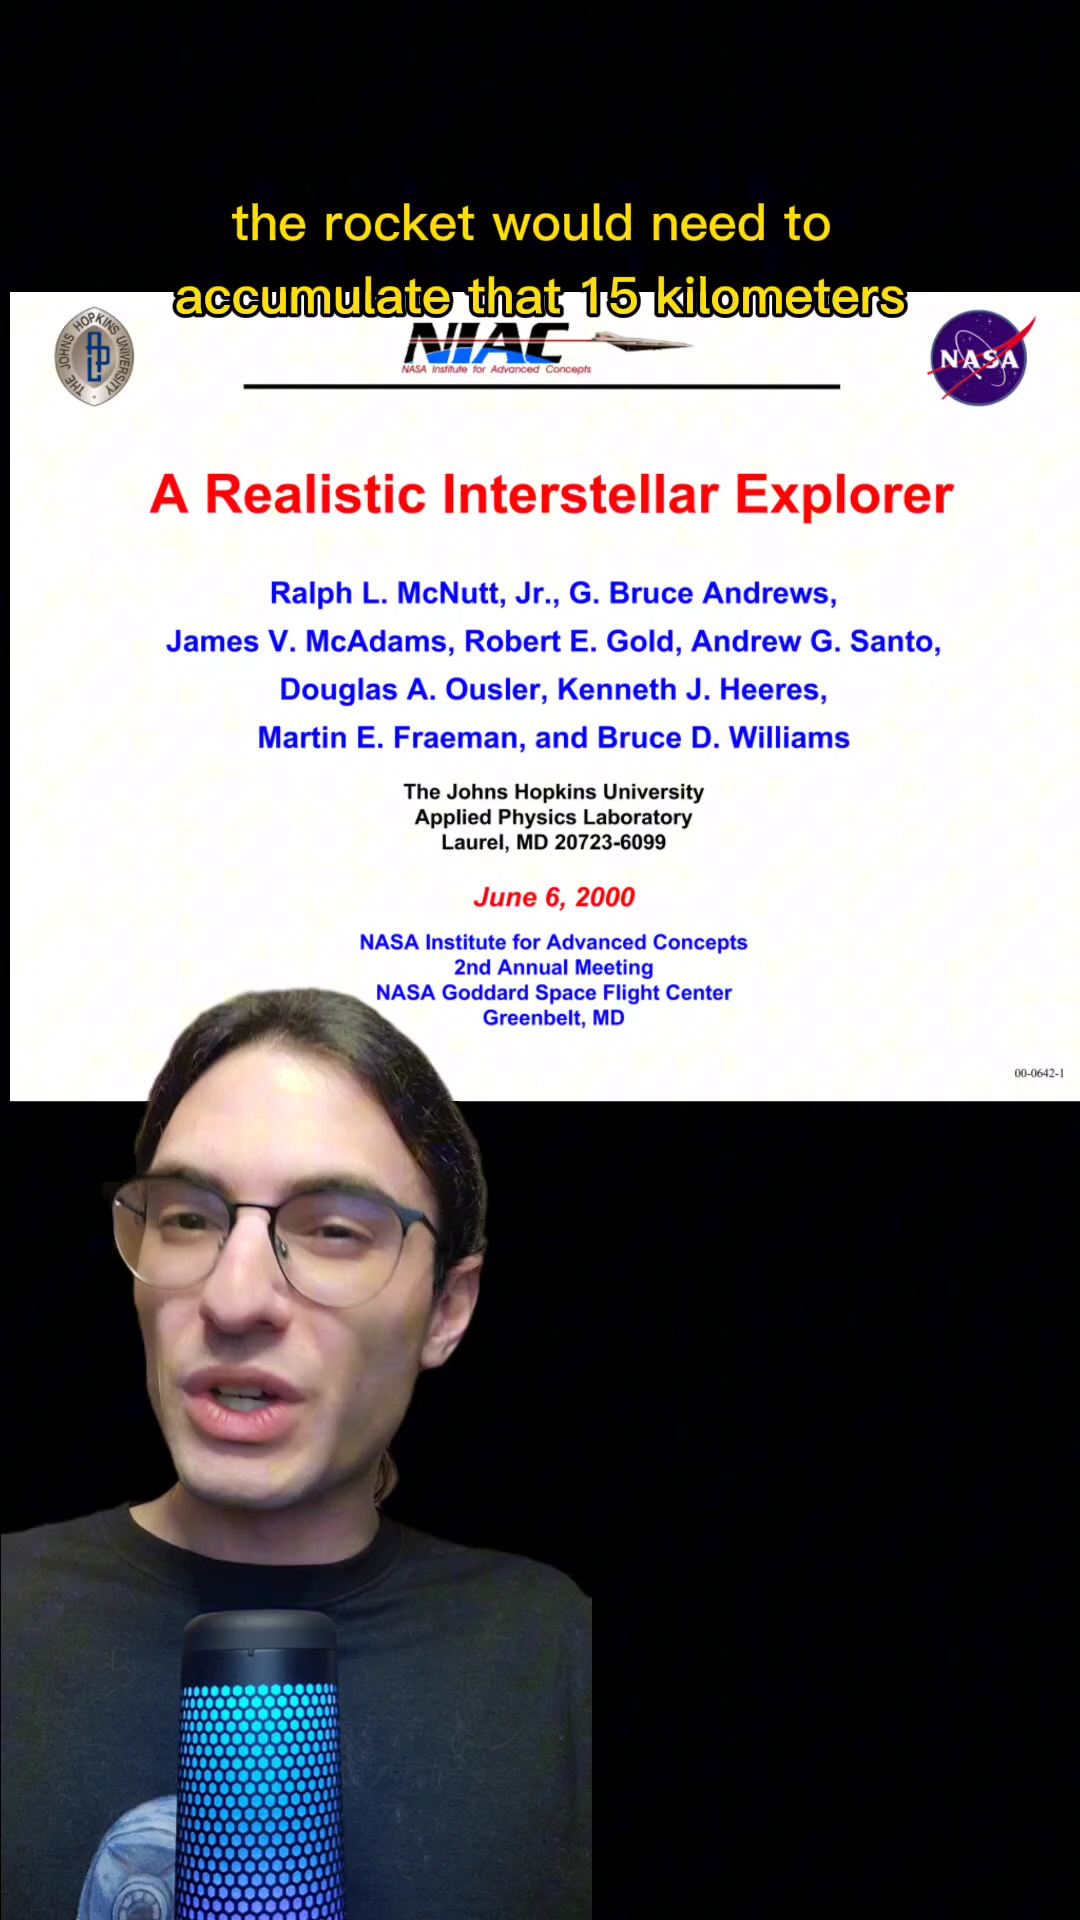 the rocket would need to
accumulate that 15 kilometers
THE JOHNS HOPKINS UNIVERSITY
APL
NIAC
NASA Institute for Advanced Concepts
NASA
A Realistic Interstellar Explorer
Ralph L. McNutt, Jr., G. Bruce Andrews,
James V. McAdams, Robert E. Gold, Andrew G. Santo,
Douglas A. Ousler, Kenneth J. Heeres,
Martin E. Fraeman, and Bruce D. Williams
The Johns Hopkins University
Applied Physics Laboratory
Laurel, MD 20723-6099
June 6, 2000
NASA Institute for Advanced Concepts
2nd Annual Meeting
NASA Goddard Space Flight Center
Greenbelt, MD
00-0642-1